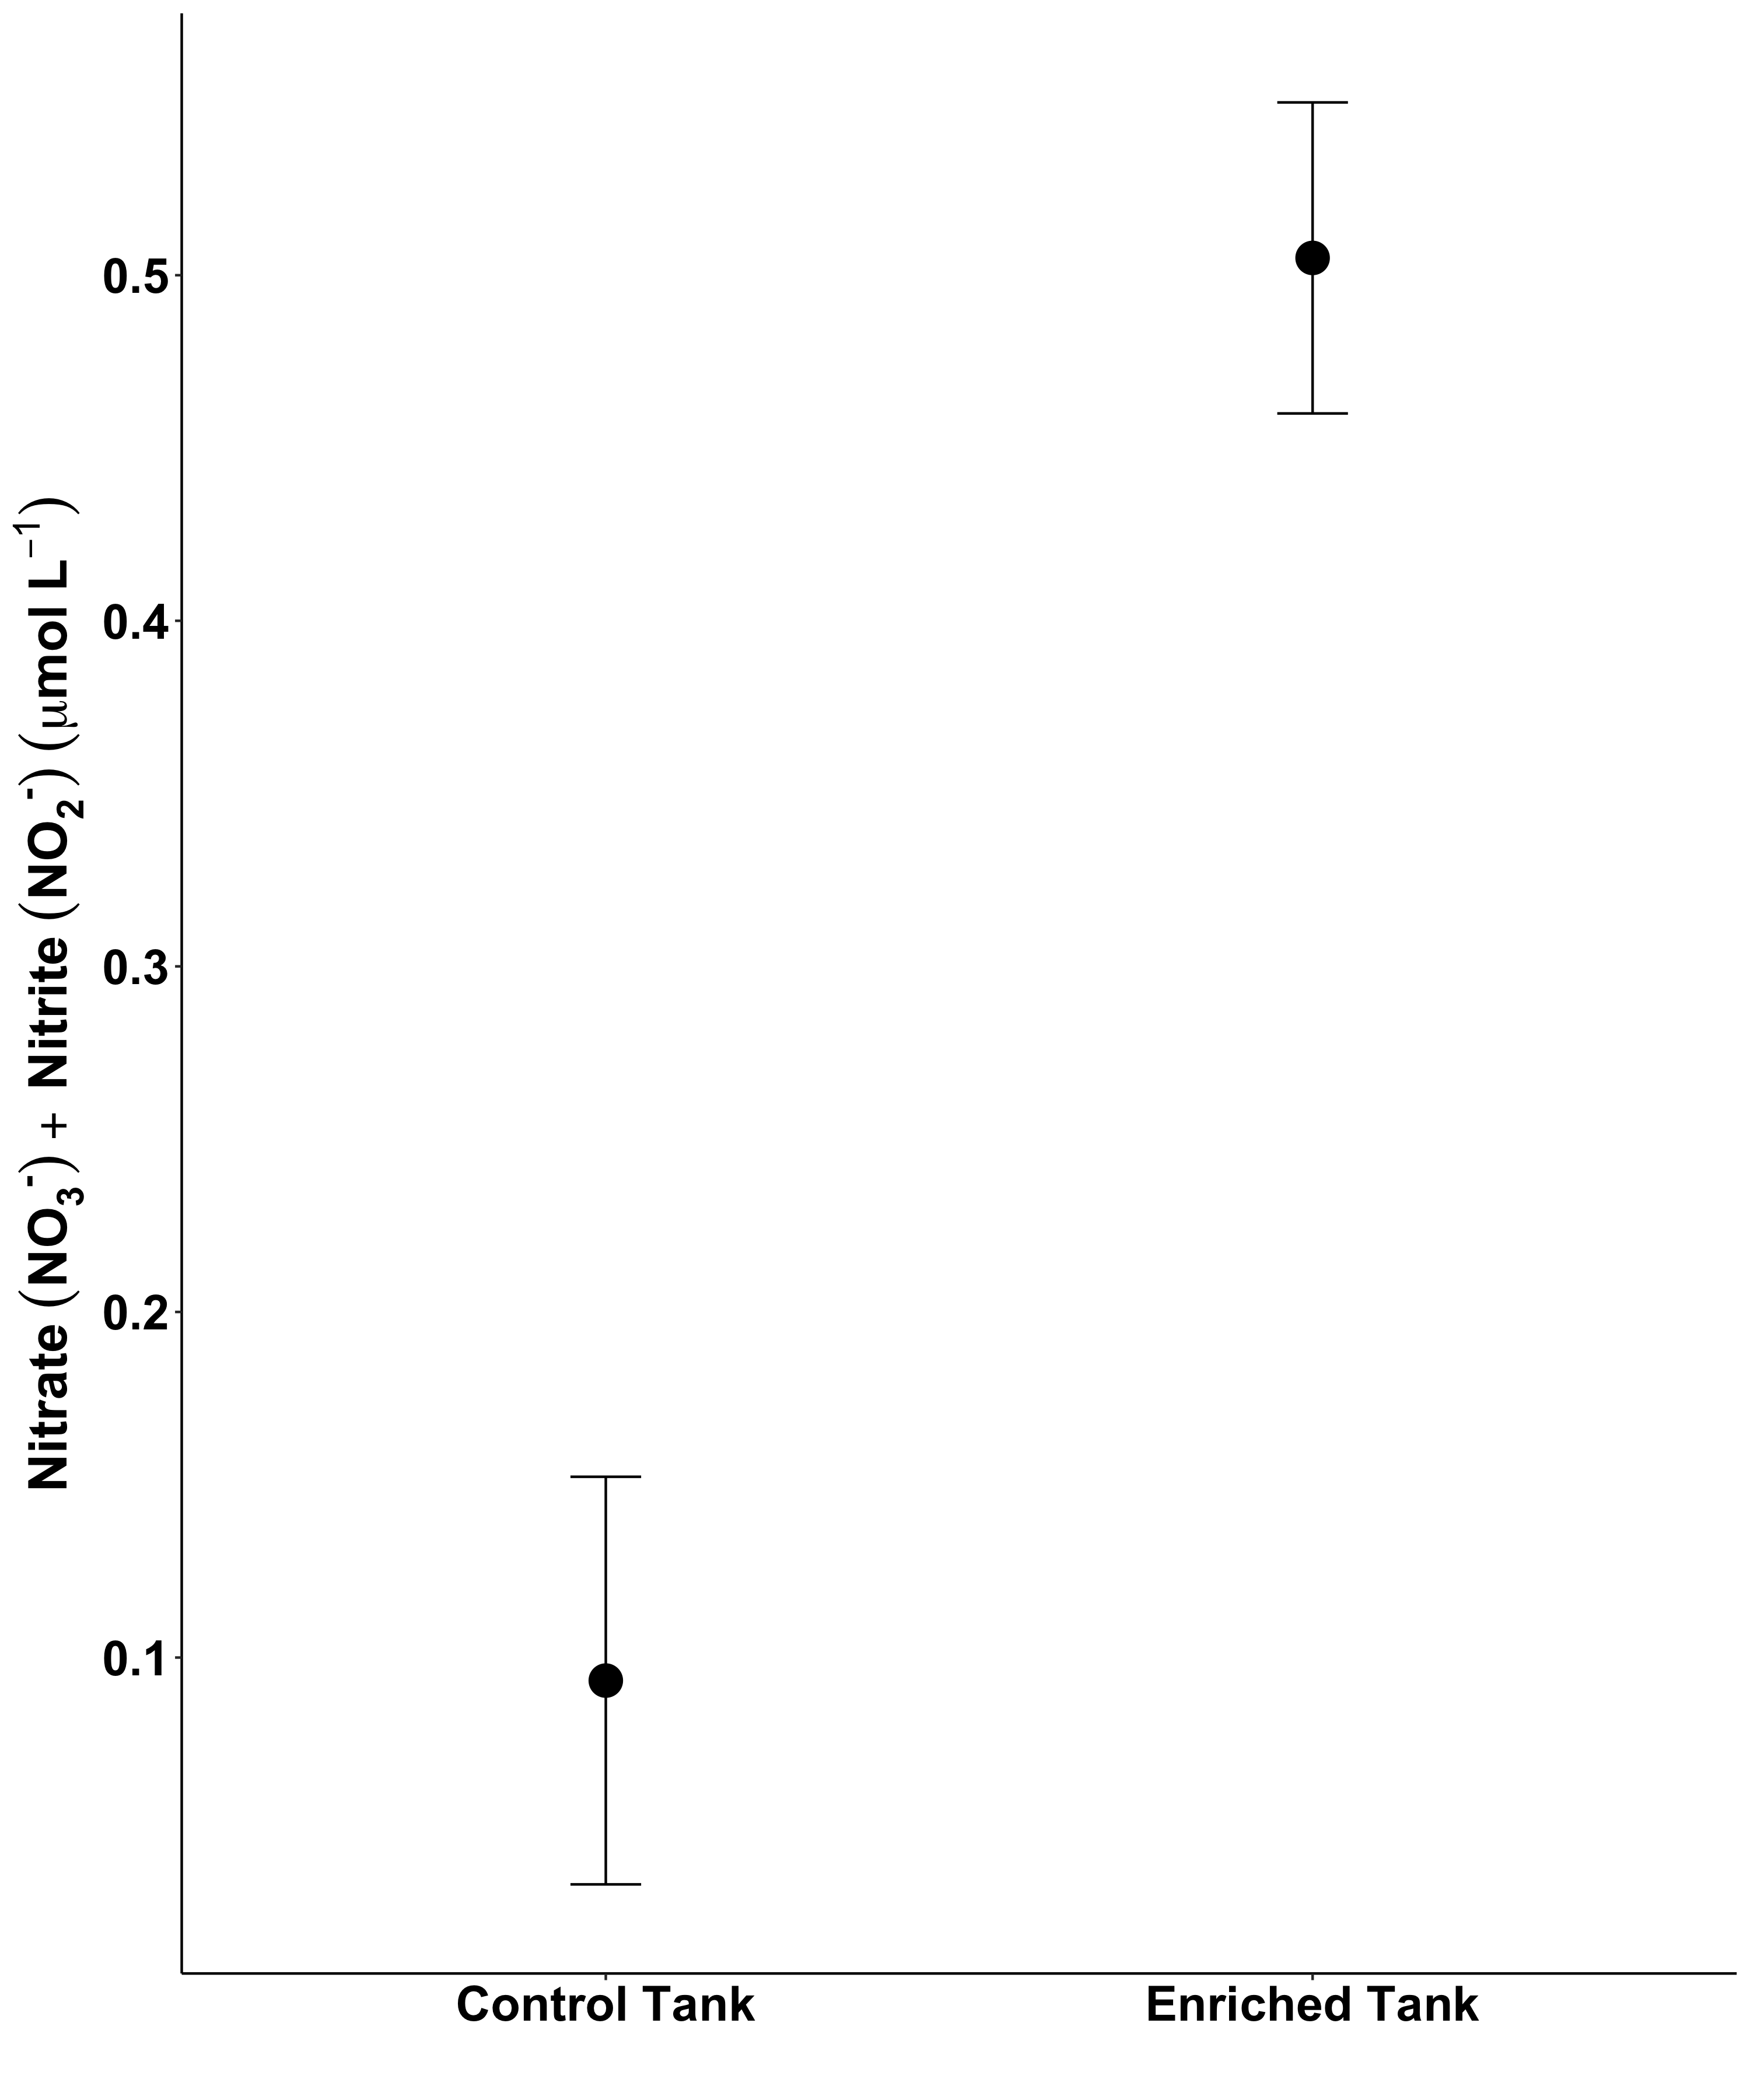 Nitrate (NO₃⁻) + Nitrite (NO₂⁻) (μmol L⁻¹)
0.5
0.4
0.3
0.2
0.1
Control Tank Enriched Tank